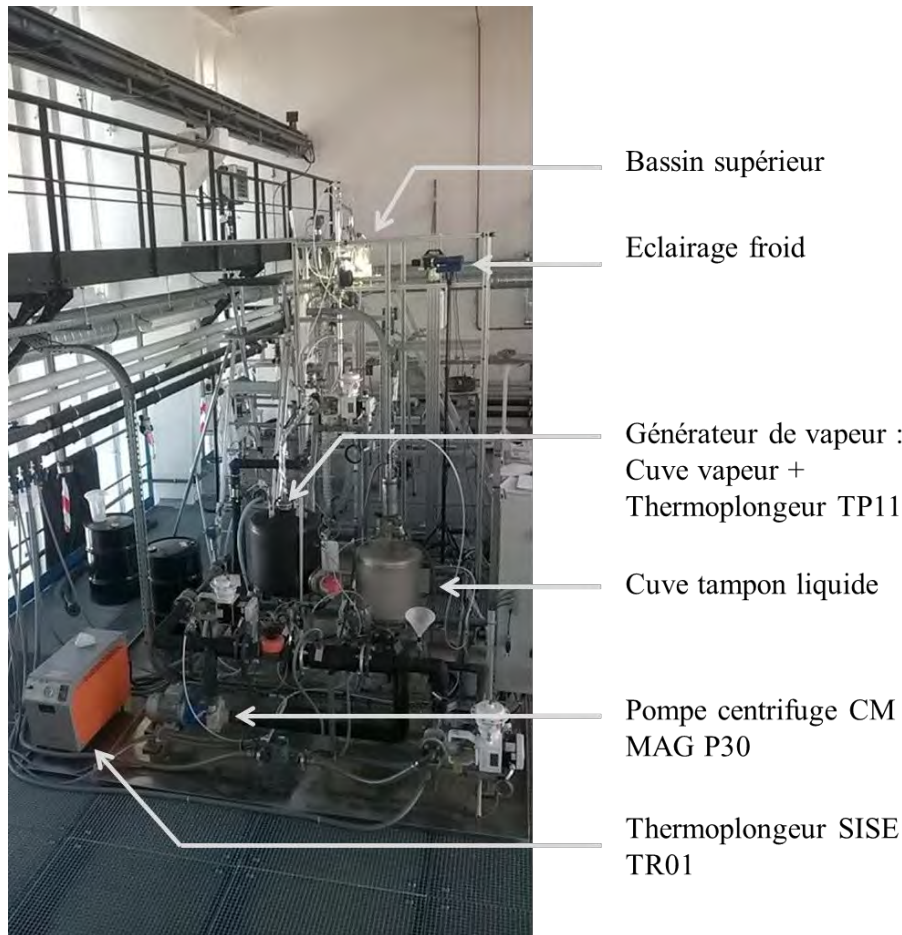 Bassin supérieur
Eclairage froid
Générateur de vapeur :
Cuve vapeur +
Thermoplongeur TP11
Cuve tampon liquide
Pompe centrifuge CM
MAG P30
Thermoplongeur SISE
TR01